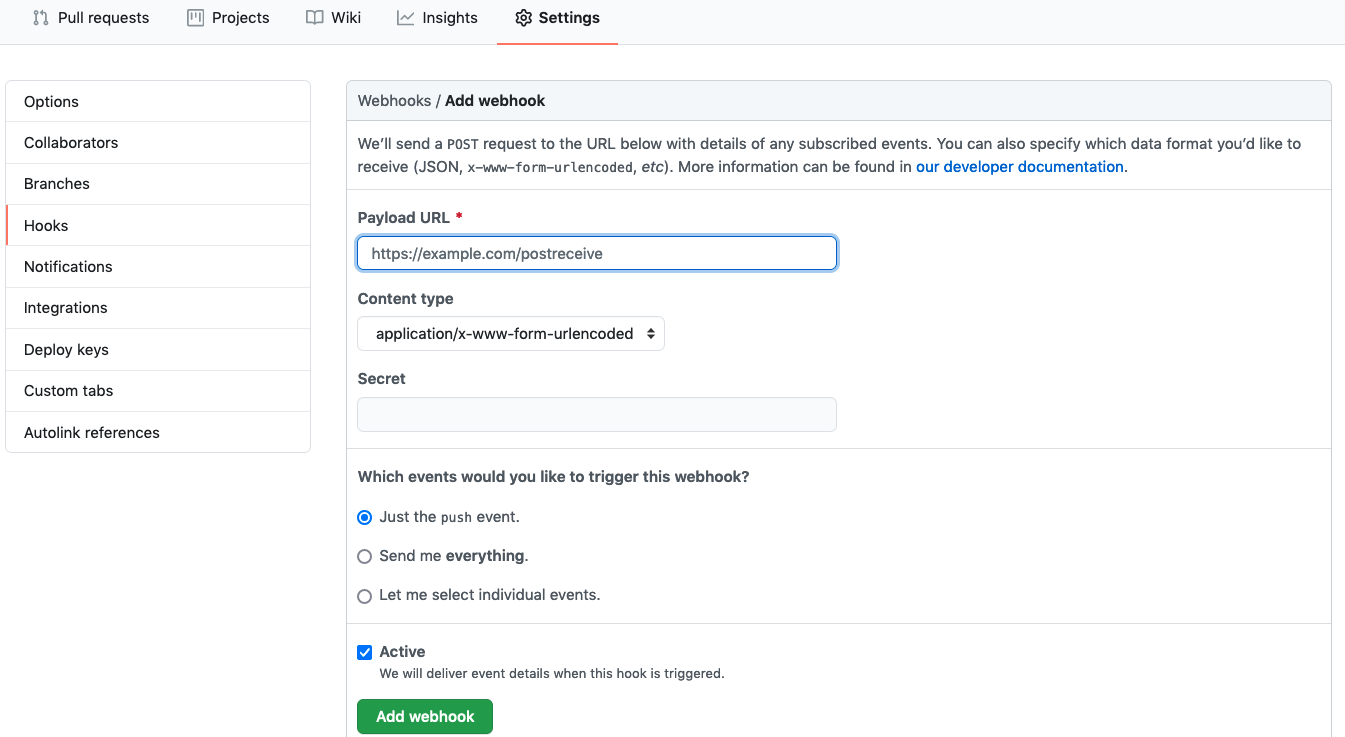 Pull requests
Projects
Wiki
Insights
Settings
Options
Collaborators
Branches
Hooks
Notifications
Integrations
Deploy keys
Custom tabs
Autolink references
Webhooks / Add webhook
We’ll send a POST request to the URL below with details of any subscribed events. You can also specify which data format you’d like to
receive (JSON, x-www-form-urlencoded, etc). More information can be found in our developer documentation.
Payload URL *
https://example.com/postreceive
Content type
application/x-www-form-urlencoded
Secret
Which events would you like to trigger this webhook?
Just the push event.
Send me everything.
Let me select individual events.
Active
We will deliver event details when this hook is triggered.
Add webhook